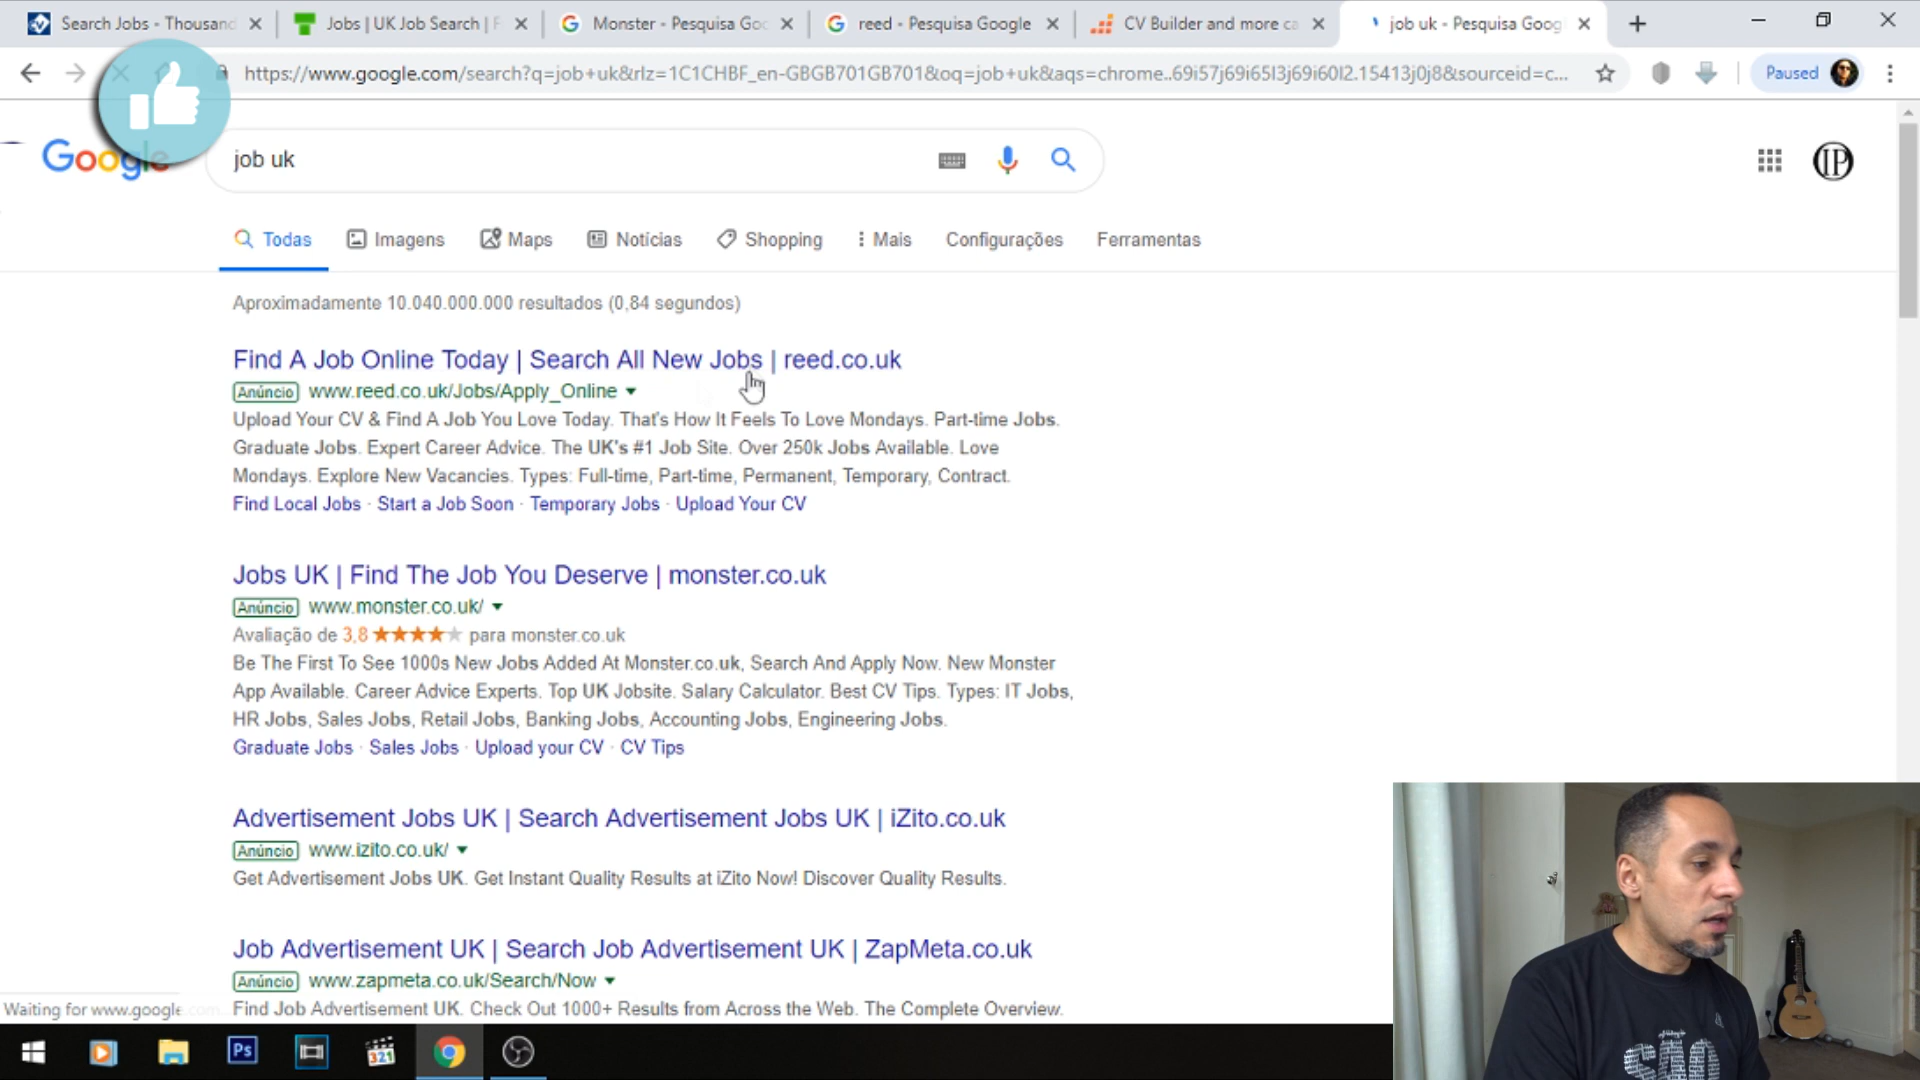 Search Jobs - Thousand
Jobs | UK Job Search | F
Monster - Pesquisa Goo
reed - Pesquisa Google
CV Builder and more ca
job uk - Pesquisa Goog
https://www.google.com/search?q=job+uk&rlz=1C1CHBF_en-GBGB701GB701&oq=job+uk&aqs=chrome..69i57j69i65l3j69i60l2.15413j0j8&sourceid=c...
Paused
Google
job uk
IP
Todas
Imagens
Maps
Notícias
Shopping
Mais
Configurações
Ferramentas
Aproximadamente 10.040.000.000 resultados (0,84 segundos)
Find A Job Online Today | Search All New Jobs | reed.co.uk
Anúncio www.reed.co.uk/Jobs/Apply_Online
Upload Your CV & Find A Job You Love Today. That's How It Feels To Love Mondays. Part-time Jobs.
Graduate Jobs. Expert Career Advice. The UK's #1 Job Site. Over 250k Jobs Available. Love
Mondays. Explore New Vacancies. Types: Full-time, Part-time, Permanent, Temporary, Contract.
Find Local Jobs · Start a Job Soon · Temporary Jobs · Upload Your CV
Jobs UK | Find The Job You Deserve | monster.co.uk
Anúncio www.monster.co.uk/
Avaliação de 3,8 ★★★★★ para monster.co.uk
Be The First To See 1000s New Jobs Added At Monster.co.uk, Search And Apply Now. New Monster
App Available. Career Advice Experts. Top UK Jobsite. Salary Calculator. Best CV Tips. Types: IT Jobs,
HR Jobs, Sales Jobs, Retail Jobs, Banking Jobs, Accounting Jobs, Engineering Jobs.
Graduate Jobs · Sales Jobs · Upload your CV · CV Tips
Advertisement Jobs UK | Search Advertisement Jobs UK | iZito.co.uk
Anúncio www.izito.co.uk/
Get Advertisement Jobs UK. Get Instant Quality Results at iZito Now! Discover Quality Results.
Job Advertisement UK | Search Job Advertisement UK | ZapMeta.co.uk
Anúncio www.zapmeta.co.uk/Search/Now
Find Job Advertisement UK. Check Out 1000+ Results from Across the Web. The Complete Overview.
Waiting for www.google.com...
Ps
321